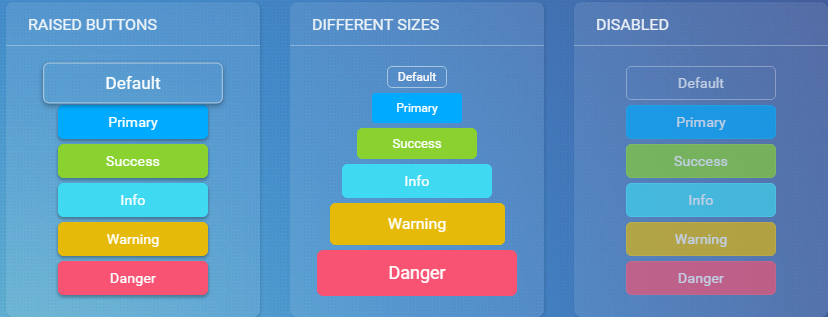 RAISED BUTTONS
Default
Primary
Success
Info
Warning
Danger
DIFFERENT SIZES
Default
Primary
Success
Info
Warning
Danger
DISABLED
Default
Primary
Success
Info
Warning
Danger